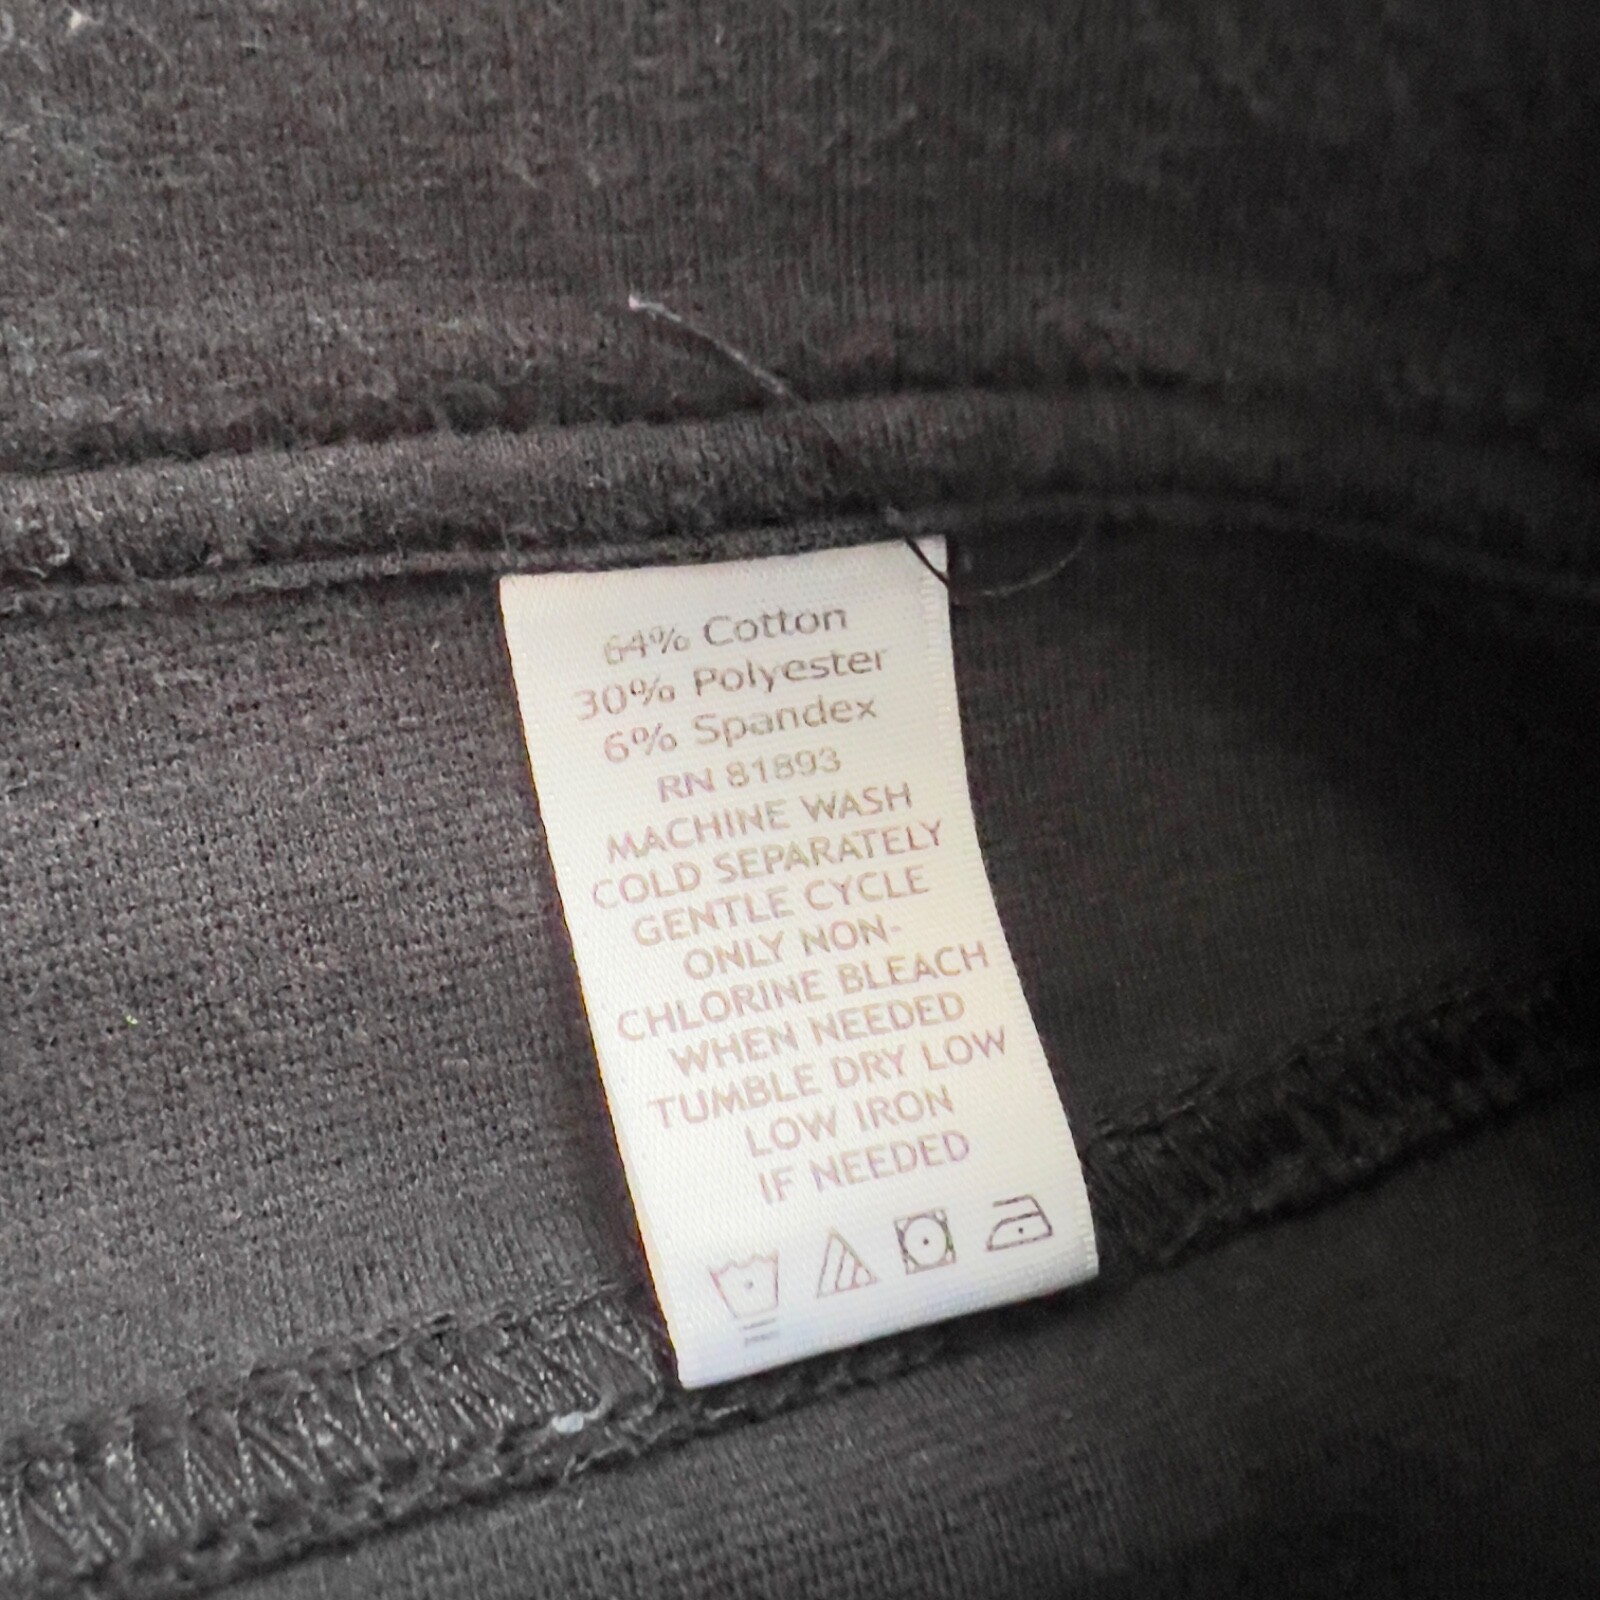 64% Cotton
30% Polyester
6% Spandex
RN 81893
MACHINE WASH
COLD SEPARATELY
GENTLE CYCLE
ONLY NON-
CHLORINE BLEACH
WHEN NEEDED
TUMBLE DRY LOW
LOW IRON
IF NEEDED